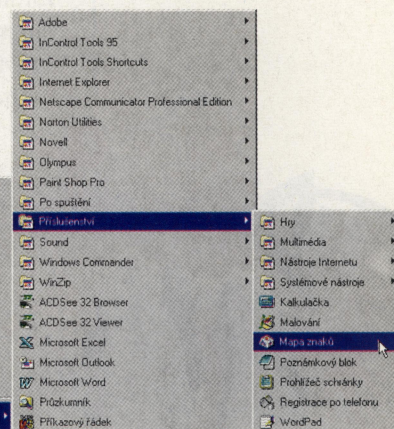 Adobe
InControl Tools 95
InControl Tools Shortcuts
Internet Explorer
Netscape Communicator Professional Edition
Norton Utilities
Novell
Olympus
Paint Shop Pro
Po spuštění
Příslušenství
Sound
Windows Commander
WinZip
ACDSee 32 Browser
ACDSee 32 Viewer
Microsoft Excel
Microsoft Outlook
Microsoft Word
Průzkumník
Příkazový řádek
Hry
Multimédia
Nástroje Internetu
Systémové nástroje
Kalkulačka
Malování
Mapa znaků
Poznámkový blok
Prohlížeč schránky
Registrace po telefonu
WordPad